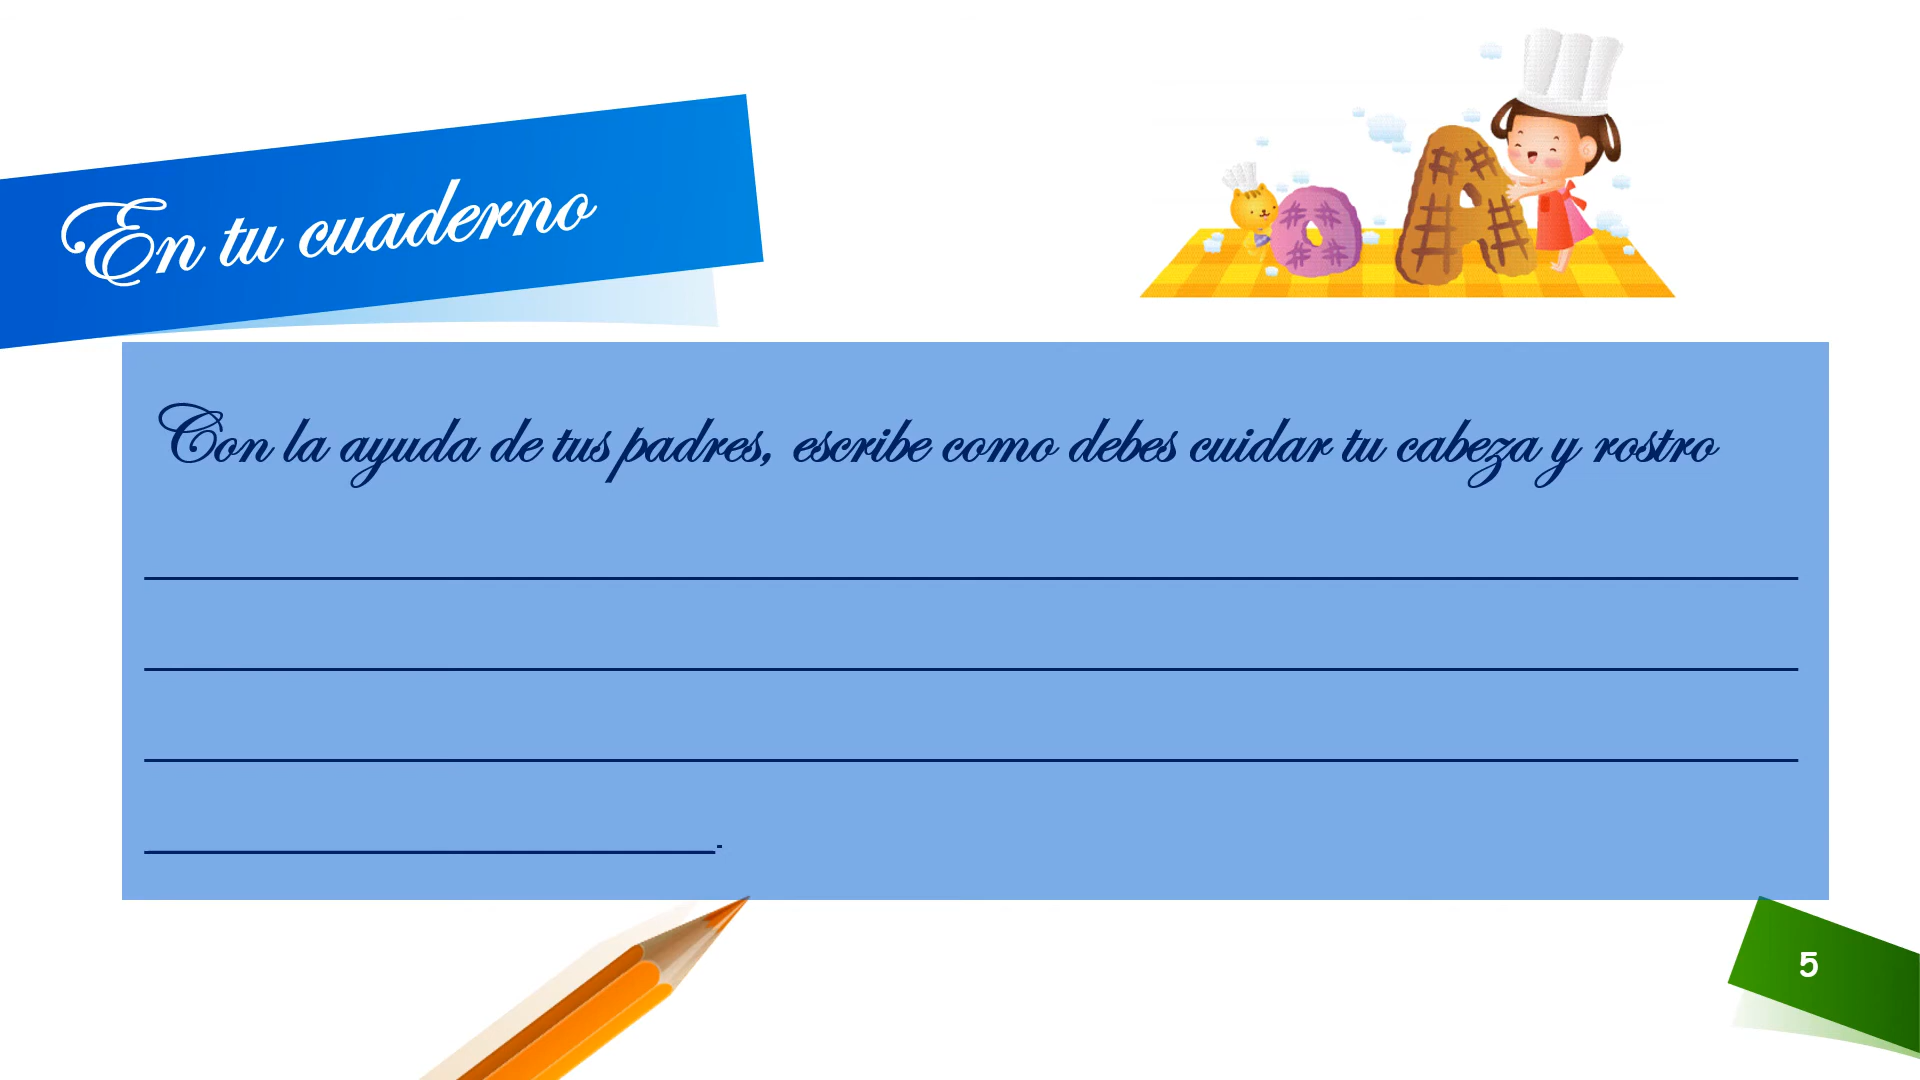 En tu cuaderno
Con la ayuda de tus padres, escribe como debes cuidar tu cabeza y rostro
.
5